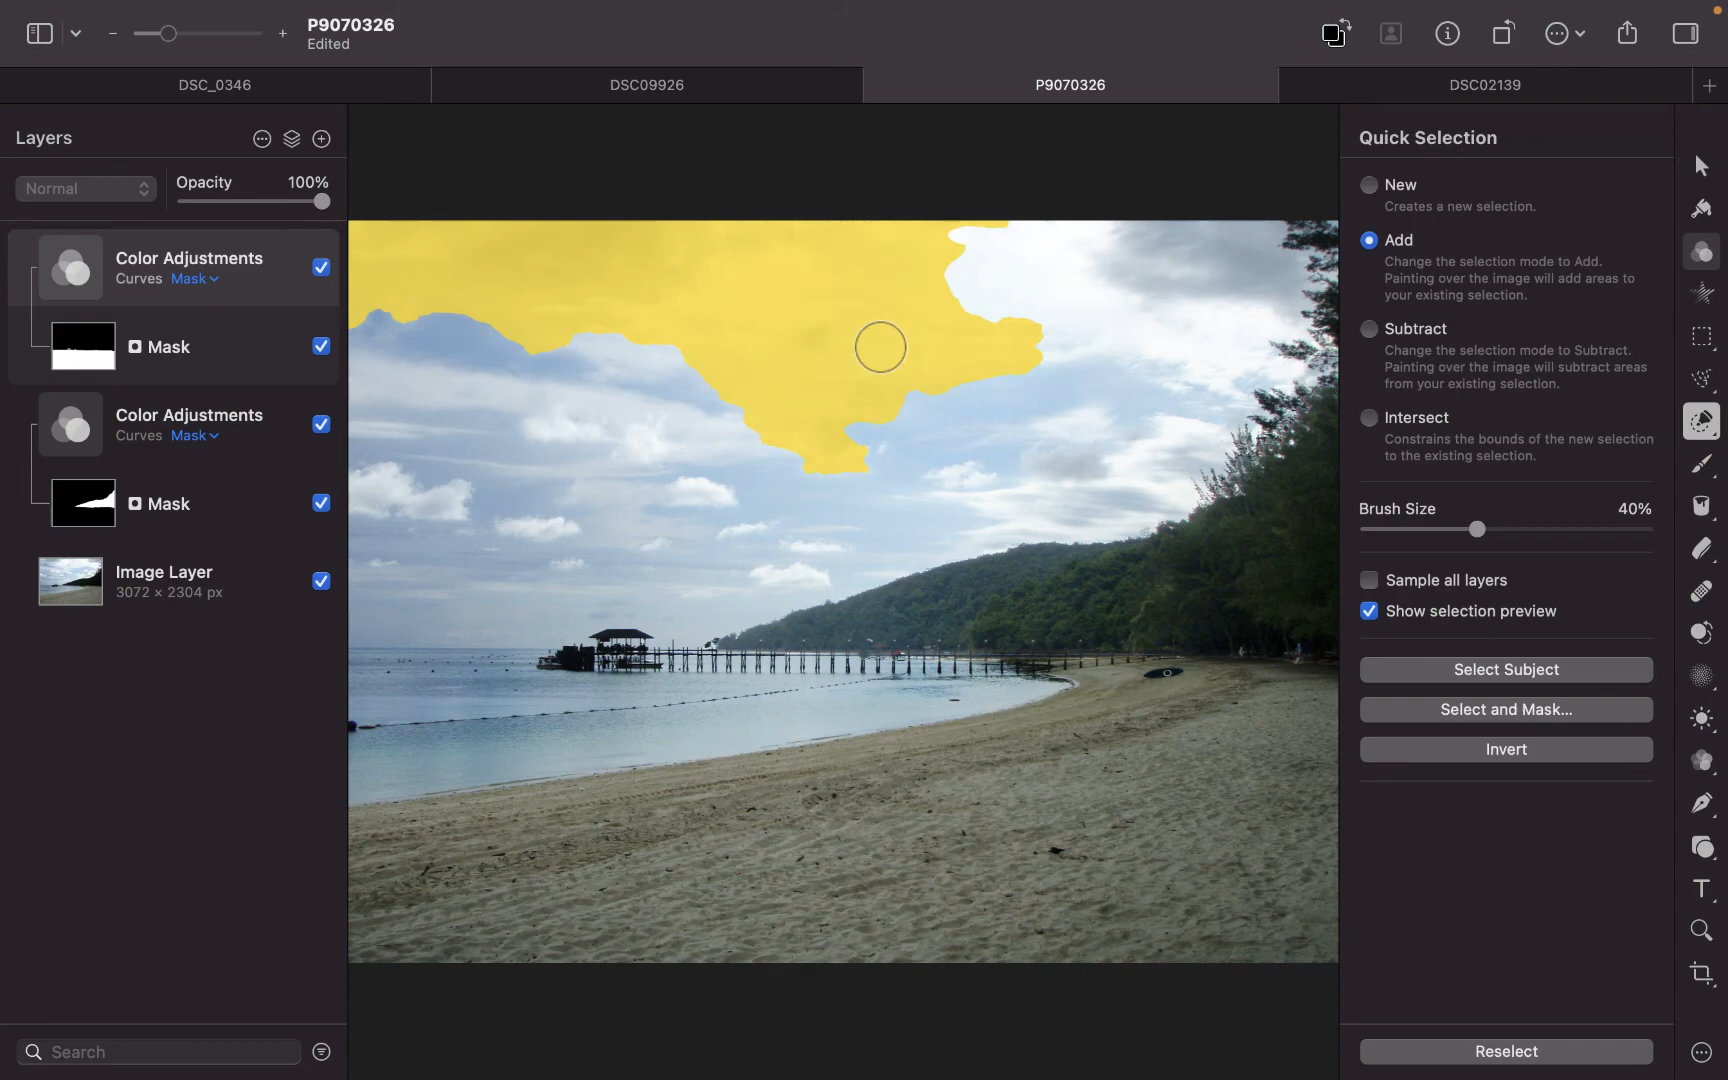 P9070326
Edited
DSC_0346
DSC09926
P9070326
DSC02139
Layers
Normal
Opacity
100%
Color Adjustments
Curves Mask
Mask
Color Adjustments
Curves Mask
Mask
Image Layer
3072 × 2304 px
Search
Quick Selection
New
Creates a new selection.
Add
Change the selection mode to Add.
Painting over the image will add areas to
your existing selection.
Subtract
Change the selection mode to Subtract.
Painting over the image will subtract areas
from your existing selection.
Intersect
Constrains the bounds of the new selection
to the existing selection.
Brush Size
40%
Sample all layers
Show selection preview
Select Subject
Select and Mask...
Invert
Reselect